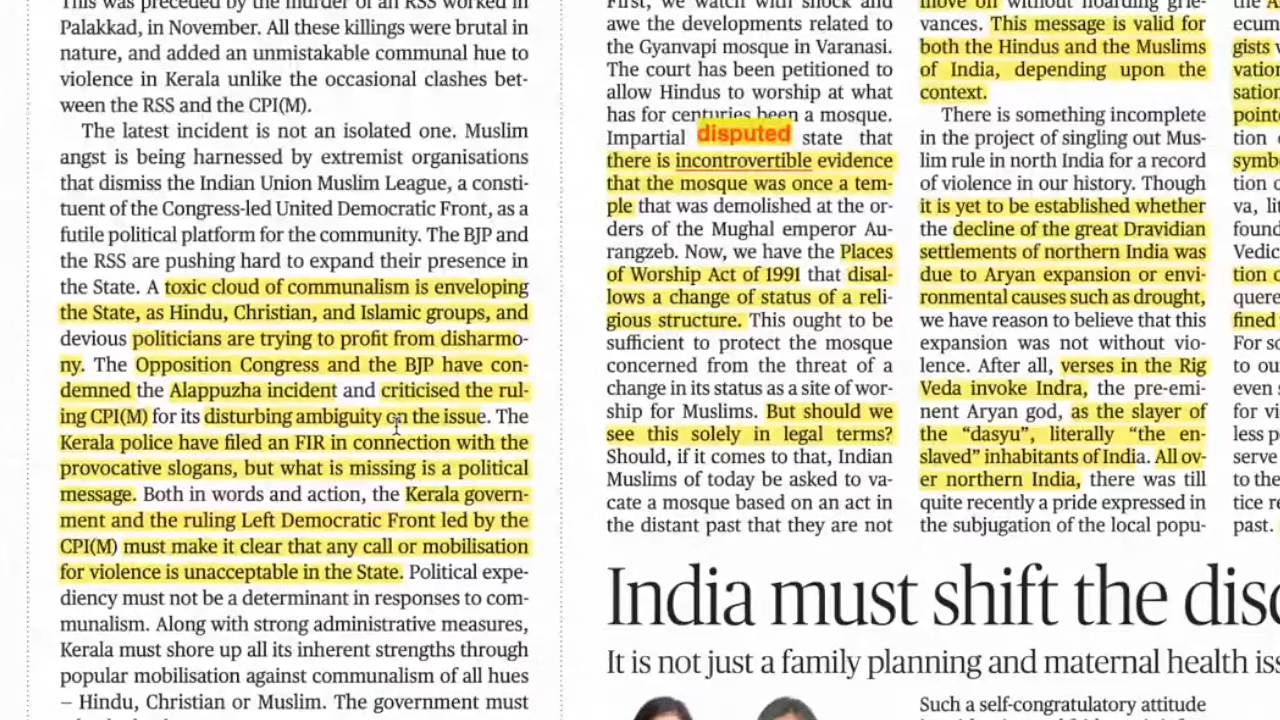 This was preceded by the murder of an RSS worked in
Palakkad, in November. All these killings were brutal in
nature, and added an unmistakable communal hue to
violence in Kerala unlike the occasional clashes bet-
ween the RSS and the CPI(M).
The latest incident is not an isolated one. Muslim
angst is being harnessed by extremist organisations
that dismiss the Indian Union Muslim League, a consti-
tuent of the Congress-led United Democratic Front, as a
futile political platform for the community. The BJP and
the RSS are pushing hard to expand their presence in
the State. A toxic cloud of communalism is enveloping
the State, as Hindu, Christian, and Islamic groups, and
devious politicians are trying to profit from disharmo-
ny. The Opposition Congress and the BJP have con-
demned the Alappuzha incident and criticised the rul-
ing CPI(M) for its disturbing ambiguity on the issue. The
Kerala police have filed an FIR in connection with the
provocative slogans, but what is missing is a political
message. Both in words and action, the Kerala govern-
ment and the ruling Left Democratic Front led by the
CPI(M) must make it clear that any call or mobilisation
for violence is unacceptable in the State. Political expe-
diency must not be a determinant in responses to com-
munalism. Along with strong administrative measures,
Kerala must shore up all its inherent strengths through
popular mobilisation against communalism of all hues
– Hindu, Christian or Muslim. The government must
First, we watch with shock and
awe the developments related to
the Gyanvapi mosque in Varanasi.
The court has been petitioned to
allow Hindus to worship at what
has for centuries been a mosque.
Impartial disputed state that
there is incontrovertible evidence
that the mosque was once a tem-
ple that was demolished at the or-
ders of the Mughal emperor Au-
rangzeb. Now, we have the Places
of Worship Act of 1991 that disal-
lows a change of status of a reli-
gious structure. This ought to be
sufficient to protect the mosque
concerned from the threat of a
change in its status as a site of wor-
ship for Muslims. But should we
see this solely in legal terms?
Should, if it comes to that, Indian
Muslims of today be asked to va-
cate a mosque based on an act in
the distant past that they are not
move on without hoarding grie-
vances. This message is valid for
both the Hindus and the Muslims
of India, depending upon the
context.
There is something incomplete
in the project of singling out Mus-
lim rule in north India for a record
of violence in our history. Though
it is yet to be established whether
the decline of the great Dravidian
settlements of northern India was
due to Aryan expansion or envi-
ronmental causes such as drought,
we have reason to believe that this
expansion was not without vio-
lence. After all, verses in the Rig
Veda invoke Indra, the pre-emi-
nent Aryan god, as the slayer of
the “dasyu”, literally “the en-
slaved” inhabitants of India. All ov-
er northern India, there was till
quite recently a pride expressed in
the subjugation of the local popu-
past.
India must shift the
It is not just a family planning and maternal health
Such a self-congratulatory attitude